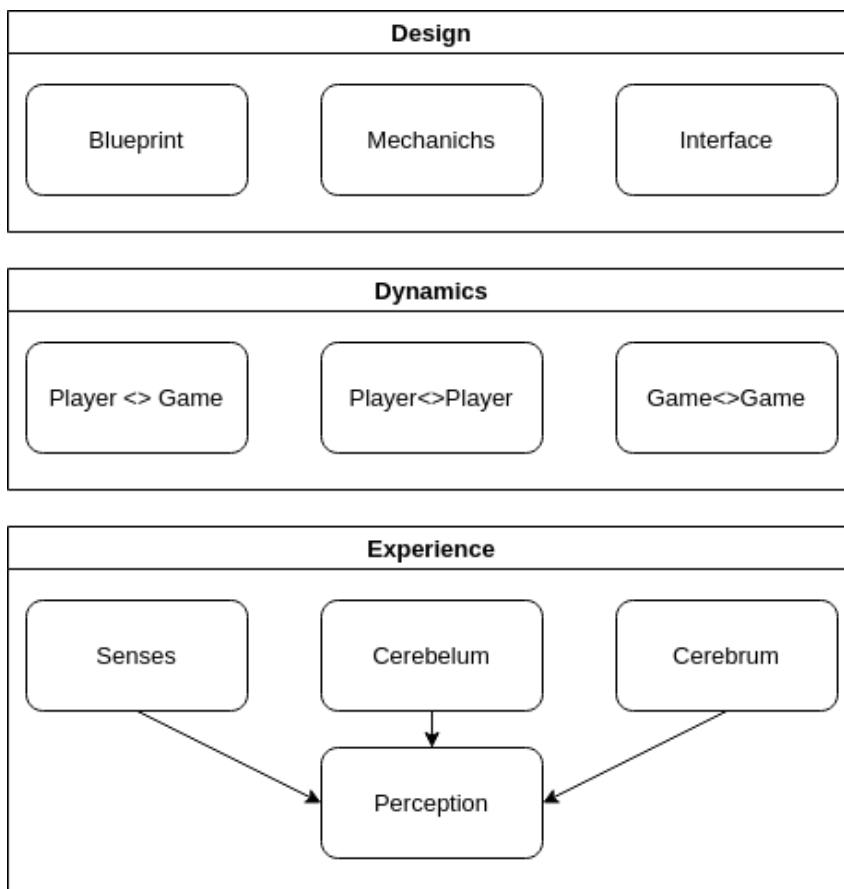 Design
Blueprint
Mechanichs
Interface
Dynamics
Player <> Game
Player<>Player
Game<>Game
Experience
Senses
Cerebelum
Cerebrum
Perception